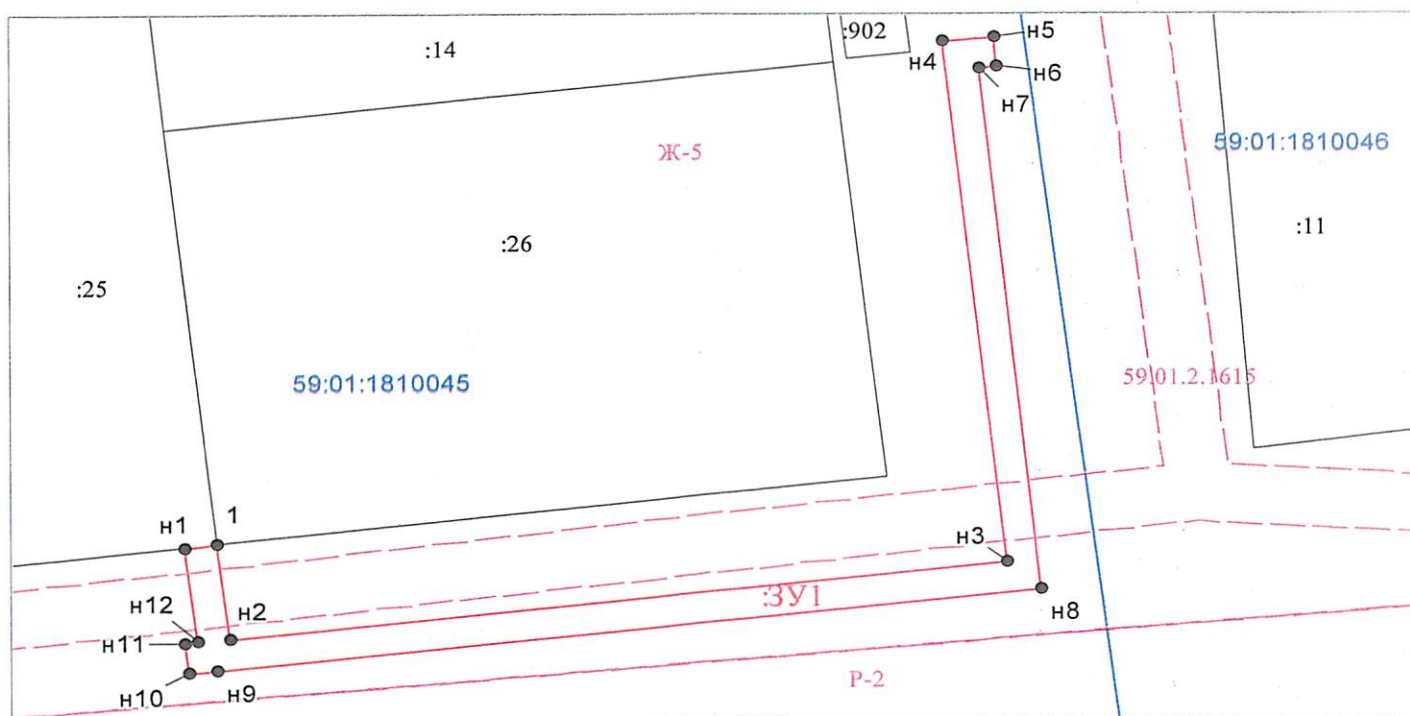 :902
н5
:14
н4
н6
н7
Ж-5
59:01:1810046
:11
:26
:25
59:01:1810045
59:01.2.1615
н1
1
н3
:ЗУ1
н12
н2
н8
н11
н10
н9
Р-2